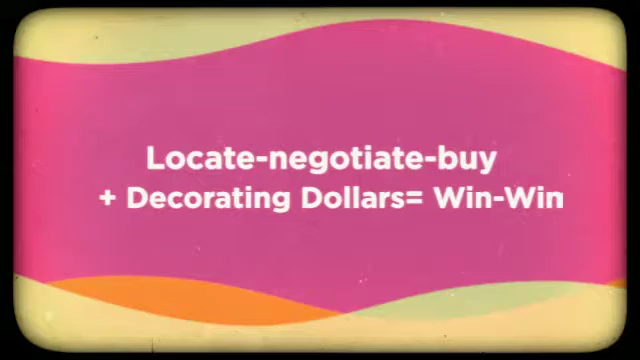 Locate-negotiate-buy
+ Decorating Dollars= Win-Win